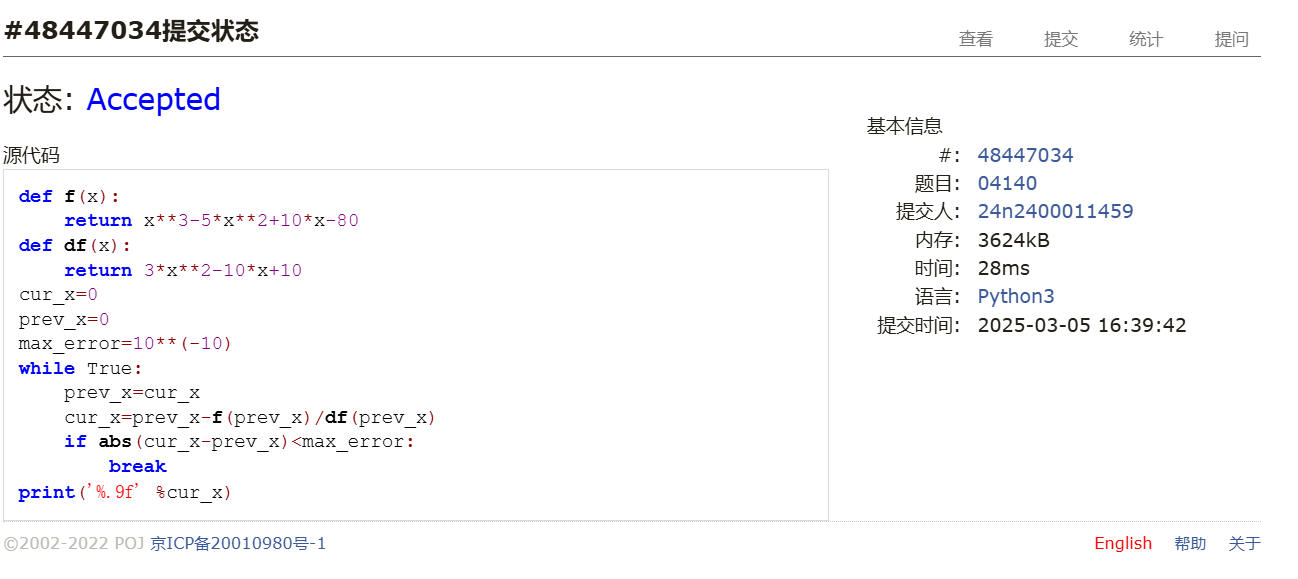 #48447034提交状态
查看 提交 统计 提问
状态: Accepted
源代码
def f(x):
    return x**3-5*x**2+10*x-80
def df(x):
    return 3*x**2-10*x+10
cur_x=0
prev_x=0
max_error=10**(-10)
while True:
    prev_x=cur_x
    cur_x=prev_x-f(prev_x)/df(prev_x)
    if abs(cur_x-prev_x)<max_error:
        break
print('%.9f' %cur_x)
基本信息
#: 48447034
题目: 04140
提交人: 24n2400011459
内存: 3624kB
时间: 28ms
语言: Python3
提交时间: 2025-03-05 16:39:42
©2002-2022 POJ 京ICP备20010980号-1
English 帮助 关于